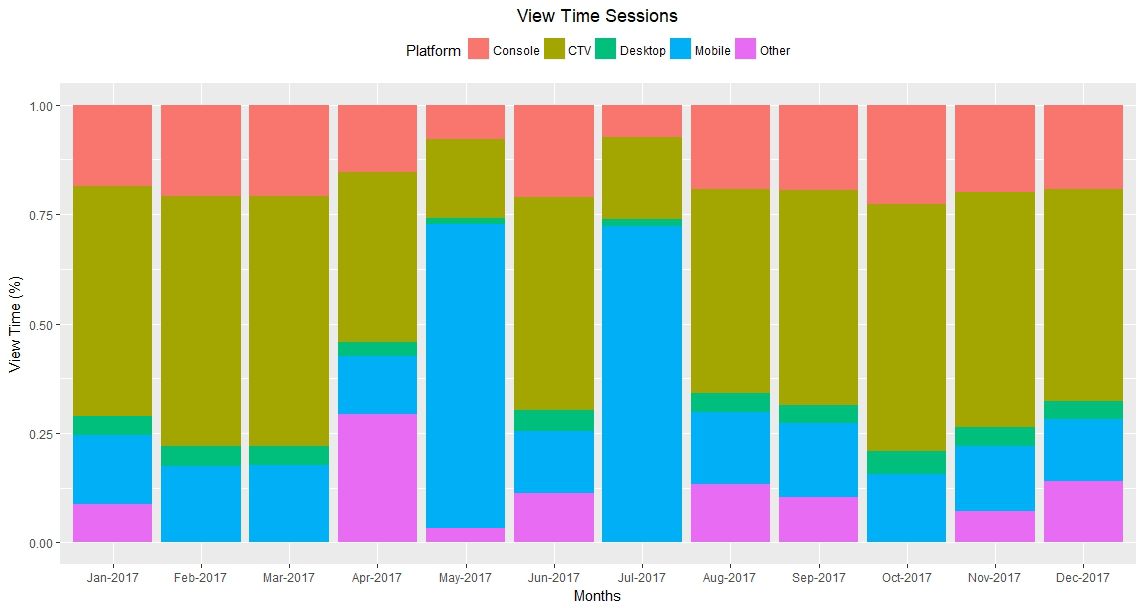 View Time Sessions
Platform Console CTV Desktop Mobile Other
View Time (%)
1.00
0.75
0.50
0.25
0.00
Jan-2017 Feb-2017 Mar-2017 Apr-2017 May-2017 Jun-2017 Jul-2017 Aug-2017 Sep-2017 Oct-2017 Nov-2017 Dec-2017
Months